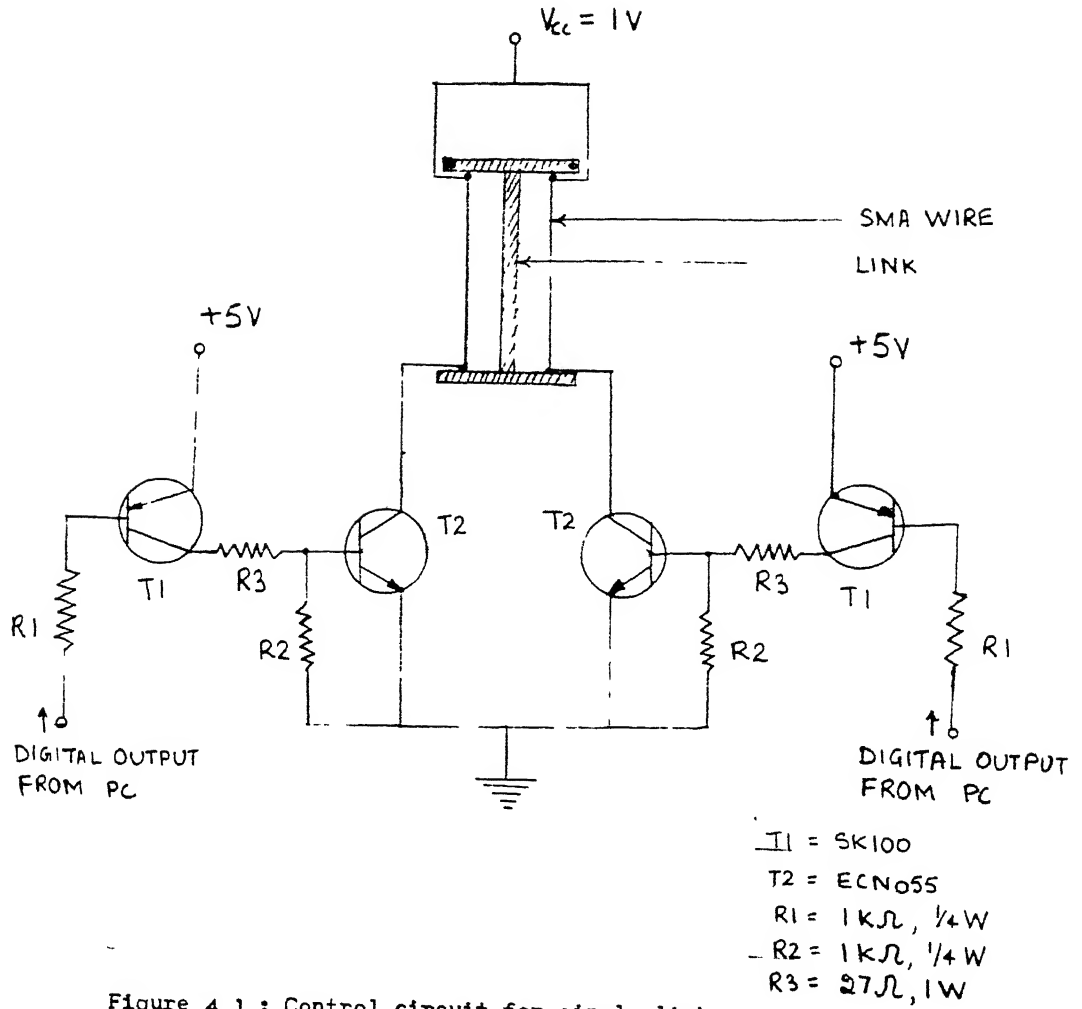 Vcc = 1V
SMA WIRE
LINK
+5V
+5V
T2
T2
T1
R3
R3
T1
R1
R2
R2
R1
DIGITAL OUTPUT
FROM PC
DIGITAL OUTPUT
FROM PC
T1 = SK100
T2 = ECN055
R1 = 1KΩ, 1/4W
R2 = 1KΩ, 1/4W
R3 = 27Ω, 1W
Figure 4.1: Control circuit for